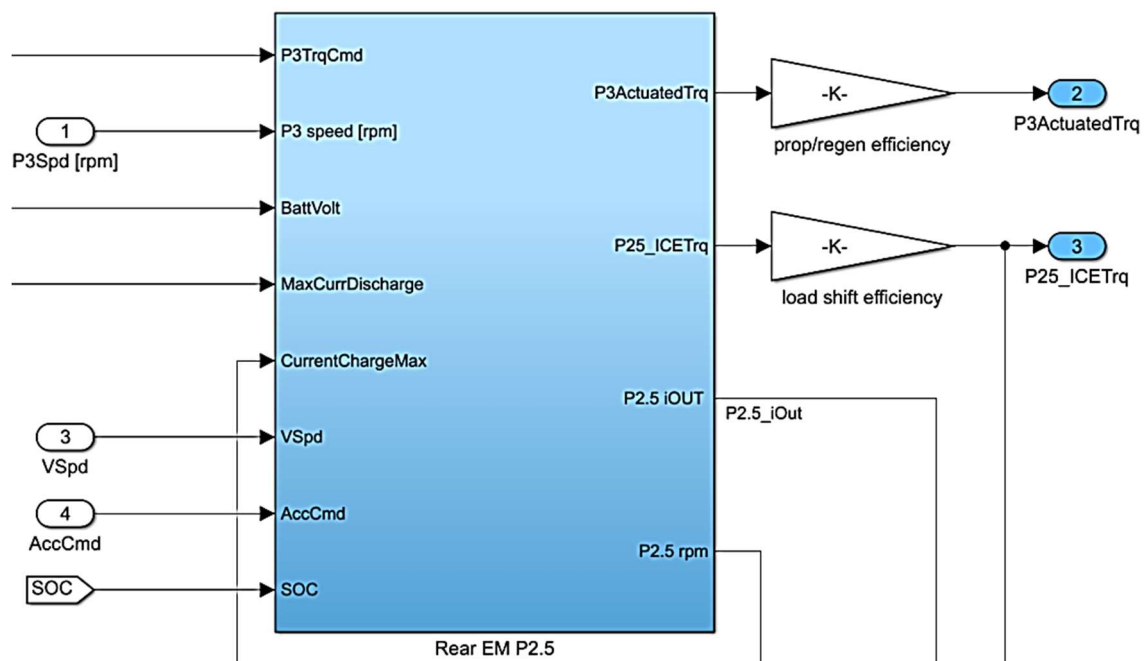 P3TrqCmd
P3ActuatedTrq
-K-
2
P3ActuatedTrq
prop/regen efficiency
1
P3Spd [rpm]
P3 speed [rpm]
BattVolt
P25_ICETrq
-K-
3
P25_ICETrq
load shift efficiency
MaxCurrDischarge
CurrentChargeMax
P2.5 iOUT
P2.5_iOut
3
VSpd
VSpd
4
AccCmd
AccCmd
P2.5 rpm
SOC
SOC
Rear EM P2.5